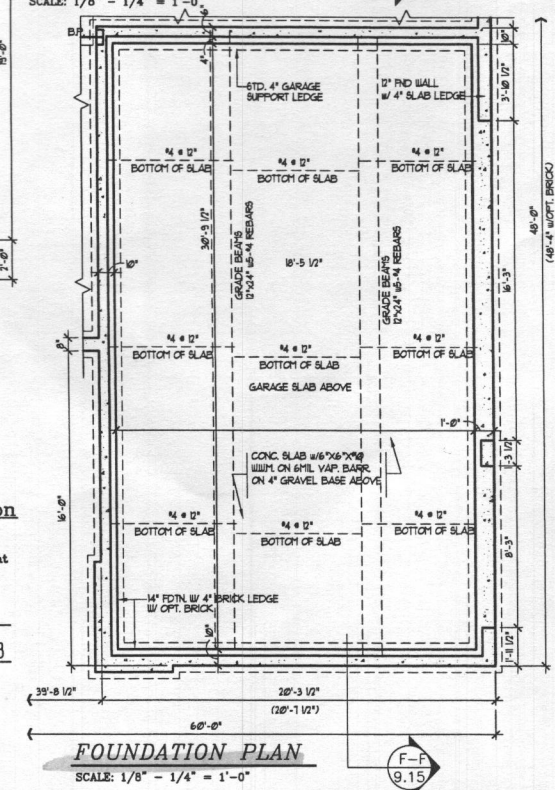 SCALE: 1/8" - 1/4" = 1'-0"
B.P.
6"
4"
10"
STD. 4" GARAGE
SUPPORT LEDGE
12" FND WALL
W/ 4" SLAB LEDGE
3'-10 1/2"
#4 @ 12"
BOTTOM OF SLAB
#4 @ 12"
BOTTOM OF SLAB
#4 @ 12"
BOTTOM OF SLAB
30'-9 1/2"
GRADE BEAMS
12"x24" w5-#4 REBARS
18'-5 1/2"
GRADE BEAMS
12"x24" w5-#4 REBARS
16'-3"
48'-0"
(48'-4" W/OPT. BRICK)
2'-0"
10"
8"
#4 @ 12"
BOTTOM OF SLAB
#4 @ 12"
BOTTOM OF SLAB
#4 @ 12"
BOTTOM OF SLAB
GARAGE SLAB ABOVE
1'-0"
1'-3 1/2"
CONC. SLAB W/6"X6"X#10
WWM. ON 6MIL VAP. BARR.
ON 4" GRAVEL BASE ABOVE
16'-0"
#4 @ 12"
BOTTOM OF SLAB
#4 @ 12"
BOTTOM OF SLAB
#4 @ 12"
BOTTOM OF SLAB
8'-3"
14" FDTN. W/ 4" BRICK LEDGE
W/ OPT. BRICK
10"
1'-11 1/2"
39'-8 1/2"
20'-3 1/2"
(20'-7 1/2")
60'-0"
FOUNDATION PLAN
SCALE: 1/8" - 1/4" = 1'-0"
F-F
9.15